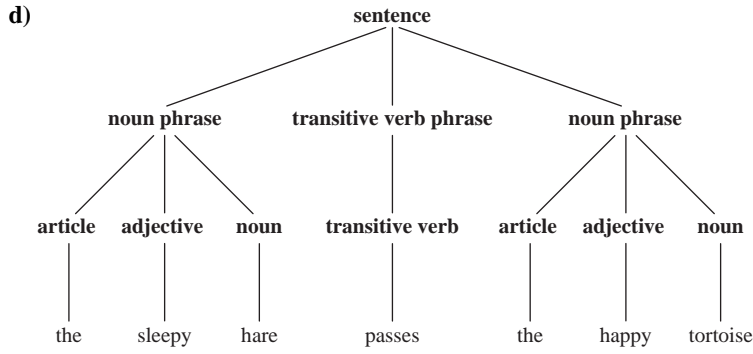 d)
sentence
noun phrase transitive verb phrase noun phrase
article adjective noun transitive verb article adjective noun
the sleepy hare passes the happy tortoise